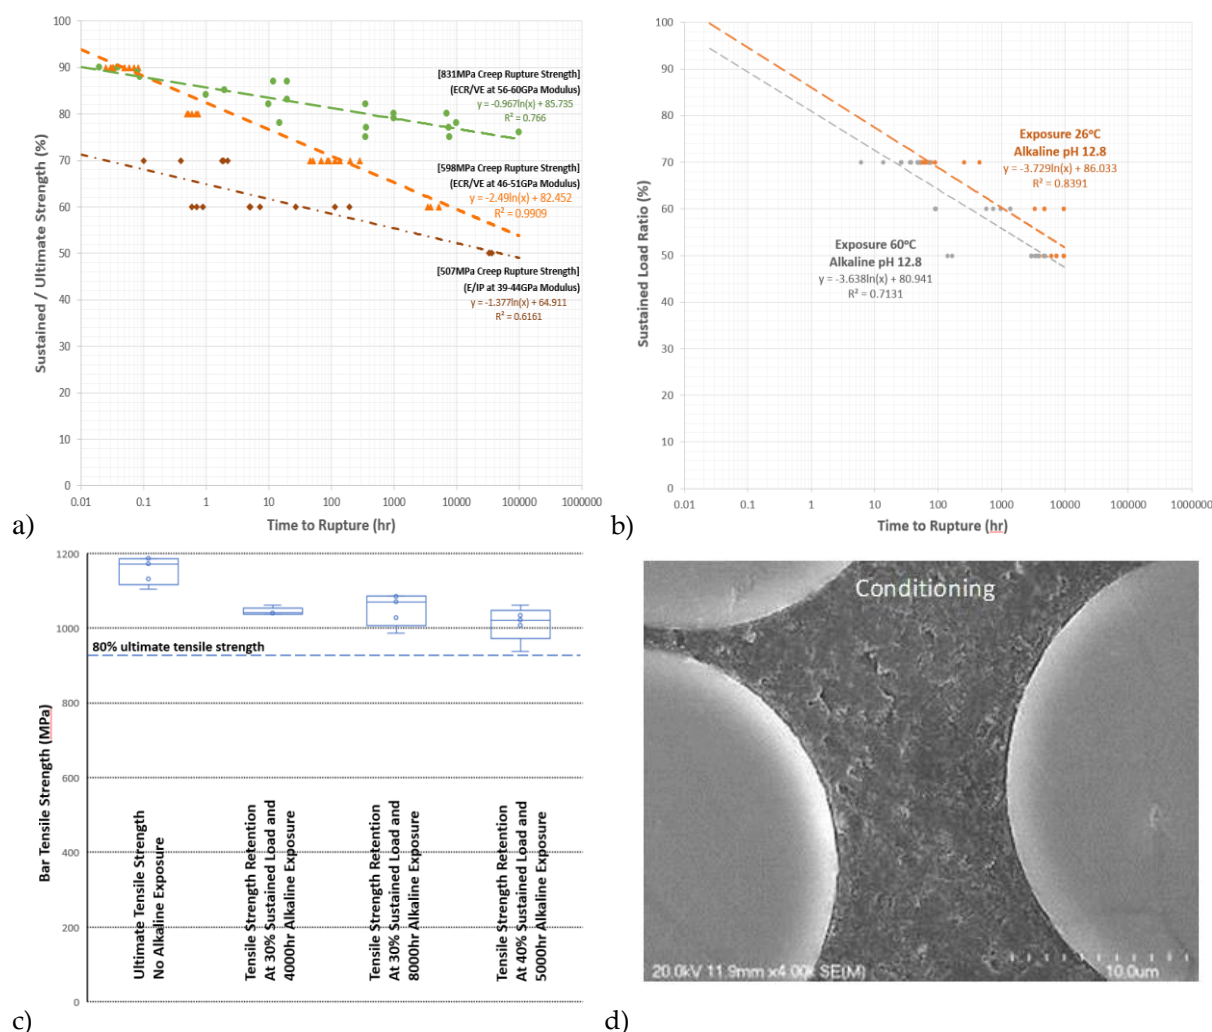 100
90
80
70
60
50
40
30
20
10
0
Sustained / Ultimate Strength (%)
[831MPa Creep Rupture Strength]
(ECR/VE at 56-60GPa Modulus)
y = -0.967ln(x) + 85.735
R² = 0.766
[598MPa Creep Rupture Strength]
(ECR/VE at 46-51GPa Modulus)
y = -2.49ln(x) + 82.452
R² = 0.9909
[507MPa Creep Rupture Strength]
(E/IP at 39-44GPa Modulus)
y = -1.377ln(x) + 64.911
R² = 0.6161
0.01 0.1 1 10 100 1000 10000 100000 1000000
Time to Rupture (hr)
a)
100
90
80
70
60
50
40
30
20
10
0
Sustained Load Ratio (%)
Exposure 26ºC
Alkaline pH 12.8
y = -3.729ln(x) + 86.033
R² = 0.8391
Exposure 60ºC
Alkaline pH 12.8
y = -3.638ln(x) + 80.941
R² = 0.7131
0.01 0.1 1 10 100 1000 10000 100000 1000000
Time to Rupture (hr)
b)
1200
1000
800
600
400
200
0
Bar Tensile Strength (MPa)
80% ultimate tensile strength
Ultimate Tensile Strength
No Alkaline Exposure
Tensile Strength Retention
At 30% Sustained Load and
4000hr Alkaline Exposure
Tensile Strength Retention
At 30% Sustained Load and
8000hr Alkaline Exposure
Tensile Strength Retention
At 40% Sustained Load and
5000hr Alkaline Exposure
c)
Conditioning
20.0kV 11.9mm x4.00k SE(M) 10.0um
d)